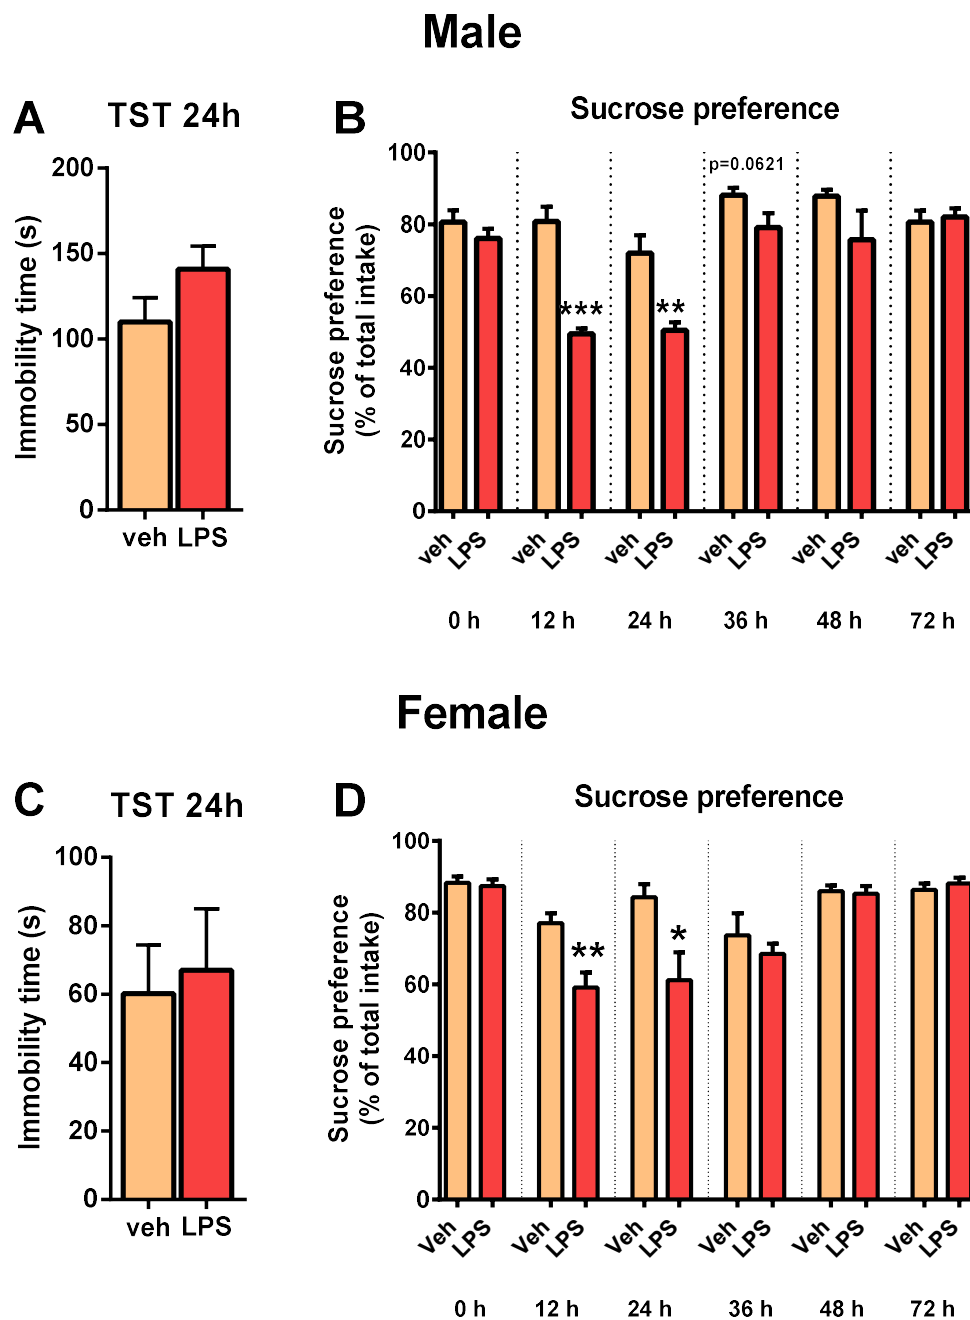 Male
A
TST 24h
Immobility time (s)
200
150
100
50
0
veh LPS
B
Sucrose preference
Sucrose preference
(% of total intake)
100
80
60
40
20
0
p=0.0621
***
**
veh LPS veh LPS veh LPS veh LPS veh LPS veh LPS
0 h 12 h 24 h 36 h 48 h 72 h
Female
C
TST 24h
Immobility time (s)
100
80
60
40
20
0
veh LPS
D
Sucrose preference
Sucrose preference
(% of total intake)
100
80
60
40
20
0
**
*
Veh LPS Veh LPS Veh LPS Veh LPS Veh LPS Veh LPS
0 h 12 h 24 h 36 h 48 h 72 h